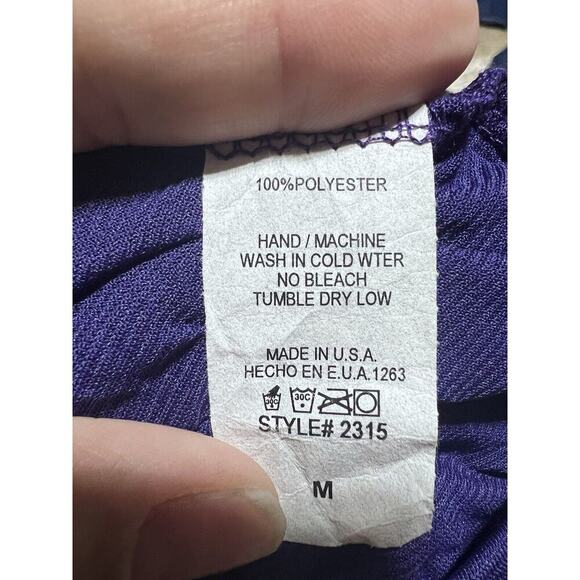 100%POLYESTER
HAND / MACHINE
WASH IN COLD WTER
NO BLEACH
TUMBLE DRY LOW
MADE IN U.S.A.
HECHO EN E.U.A.1263
30C 30C
STYLE# 2315
M